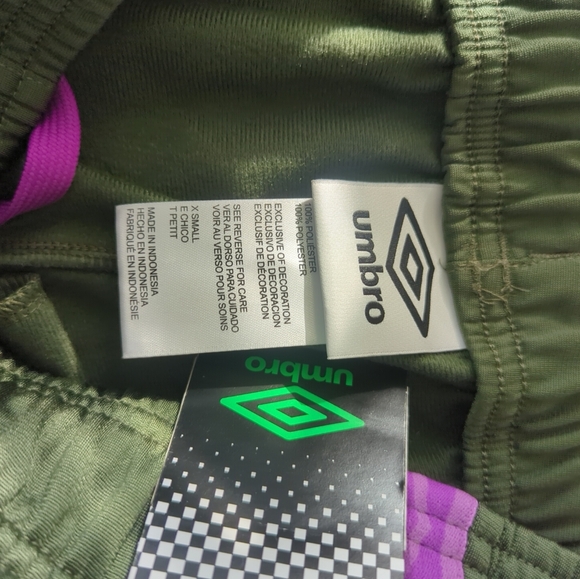 umbro
100% POLIÉSTER
100% POLYESTER
EXCLUSIVE OF DECORATION
EXCLUSIVO DE DECORACION
EXCLUSIF DE DÉCORATION
SEE REVERSE FOR CARE
VER AL DORSO PARA CUIDADO
VOIR AU VERSO POUR SOINS
X SMALL
E CHICO
T PETIT
MADE IN INDONESIA
HECHO EN INDONESIA
FABRIQUÉ EN INDONÉSIE
umbro